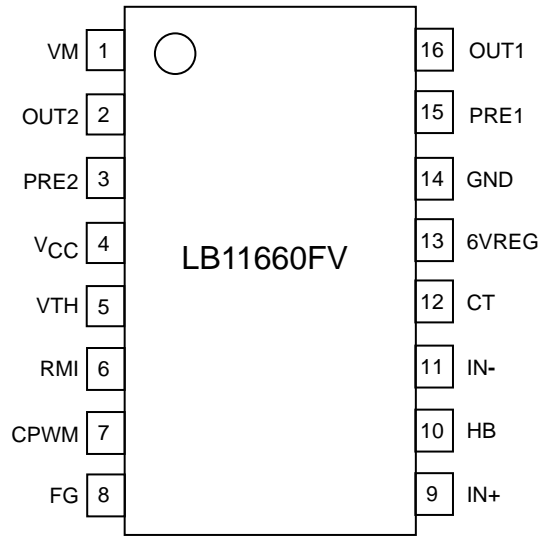 VM 1 16 OUT1
OUT2 2 15 PRE1
PRE2 3 14 GND
VCC 4 13 6VREG
LB11660FV
VTH 5 12 CT
RMI 6 11 IN-
CPWM 7 10 HB
FG 8 9 IN+